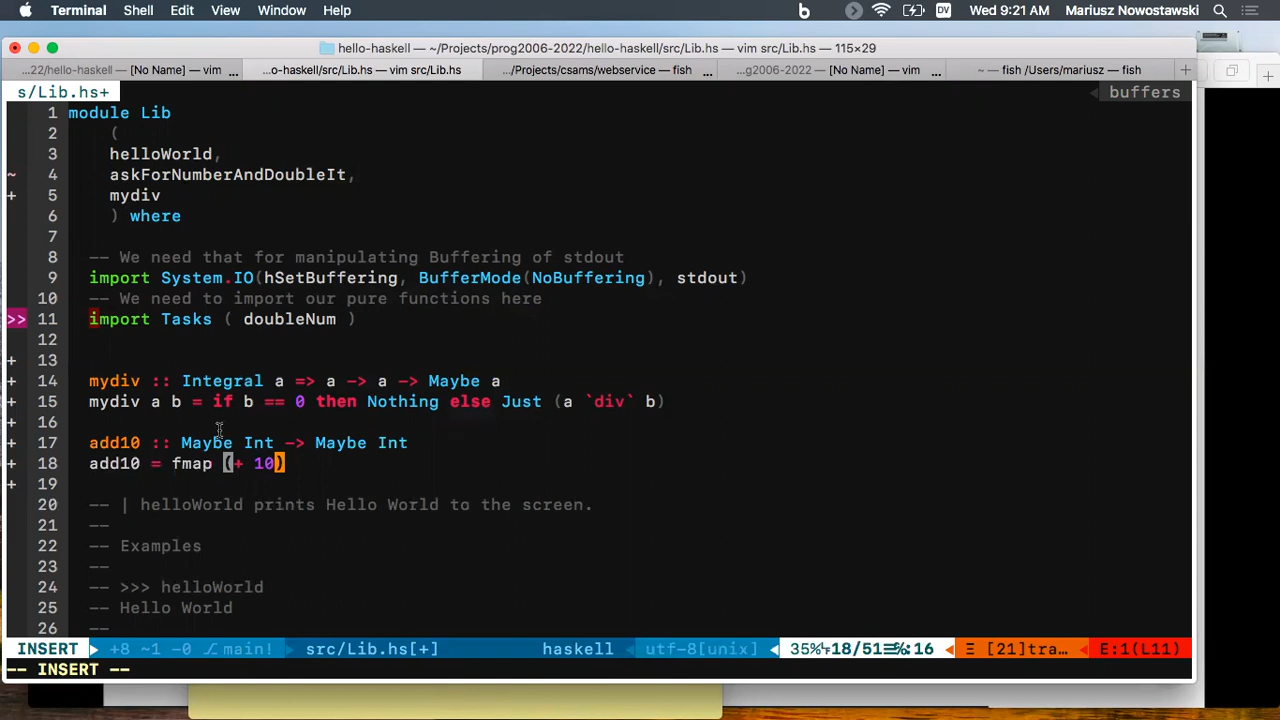 Terminal Shell Edit View Window Help DV Wed 9:21 AM Mariusz Nowostawski
hello-haskell — ~/Projects/prog2006-2022/hello-haskell/src/Lib.hs — vim src/Lib.hs — 115×29
...22/hello-haskell — [No Name] — vim ... ...o-haskell/src/Lib.hs — vim src/Lib.hs .../Projects/csams/webservice — fish ... ...g2006-2022 — [No Name] — vim ... ~ — fish /Users/mariusz — fish +
s/Lib.hs+ buffers
1 module Lib
2 (
3 helloWorld,
~ 4 askForNumberAndDoubleIt,
+ 5 mydiv
6 ) where
7
8 -- We need that for manipulating Buffering of stdout
9 import System.IO(hSetBuffering, BufferMode(NoBuffering), stdout)
10 -- We need to import our pure functions here
>> 11 import Tasks ( doubleNum )
12
+ 13
+ 14 mydiv :: Integral a => a -> a -> Maybe a
+ 15 mydiv a b = if b == 0 then Nothing else Just (a `div` b)
+ 16
+ 17 add10 :: Maybe Int -> Maybe Int
+ 18 add10 = fmap (+ 10)
+ 19
20 -- | helloWorld prints Hello World to the screen.
21 --
22 -- Examples
23 --
24 -- >>> helloWorld
25 -- Hello World
26 --
INSERT +8 ~1 -0 main! src/Lib.hs[+] haskell utf-8[unix] 35% 18/51 :16 Ξ [21]tra... E:1(L11)
-- INSERT --